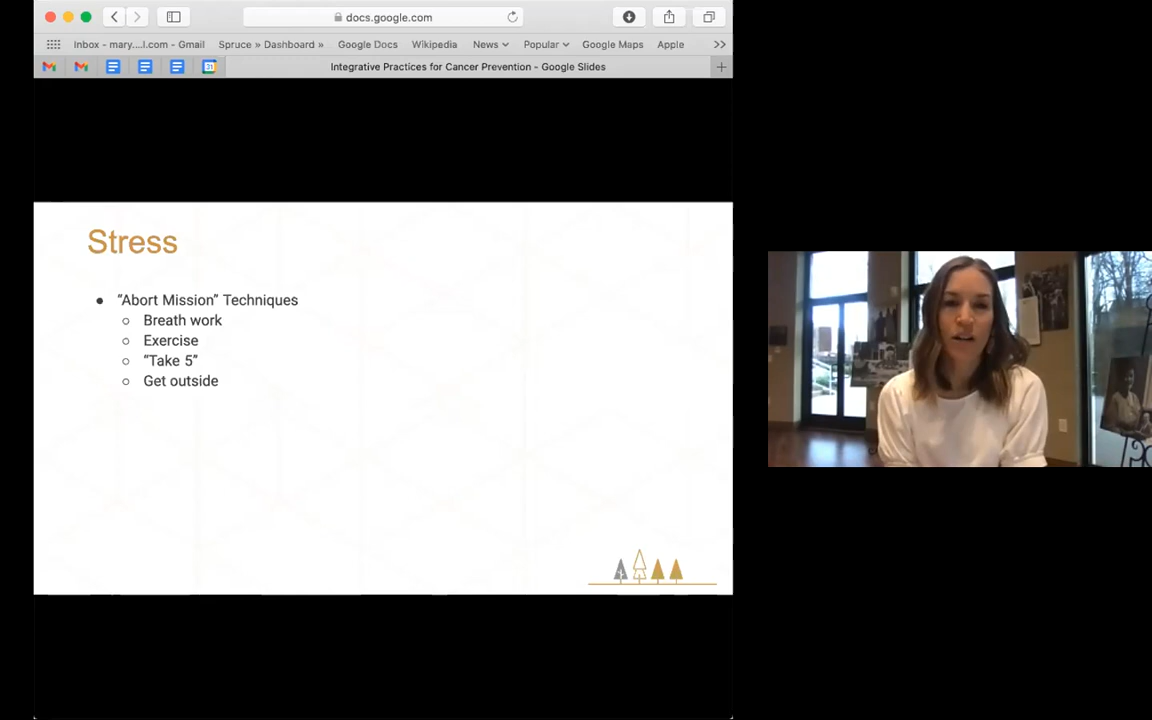 docs.google.com
Inbox - mary....l.com - Gmail Spruce » Dashboard » Google Docs Wikipedia News Popular Google Maps Apple
31 Integrative Practices for Cancer Prevention - Google Slides
Stress
● “Abort Mission” Techniques
○ Breath work
○ Exercise
○ “Take 5”
○ Get outside